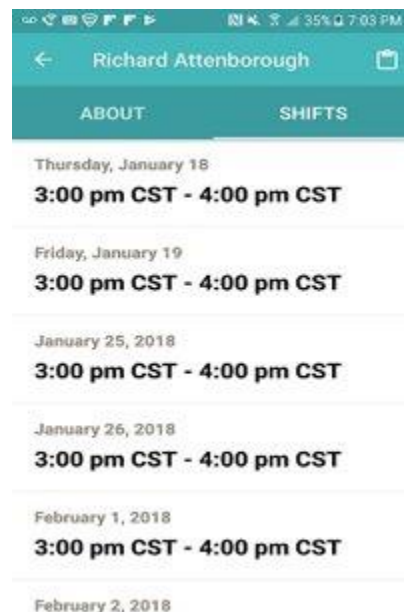 35% 7:03 PM
Richard Attenborough
ABOUT SHIFTS
Thursday, January 18
3:00 pm CST - 4:00 pm CST
Friday, January 19
3:00 pm CST - 4:00 pm CST
January 25, 2018
3:00 pm CST - 4:00 pm CST
January 26, 2018
3:00 pm CST - 4:00 pm CST
February 1, 2018
3:00 pm CST - 4:00 pm CST
February 2, 2018